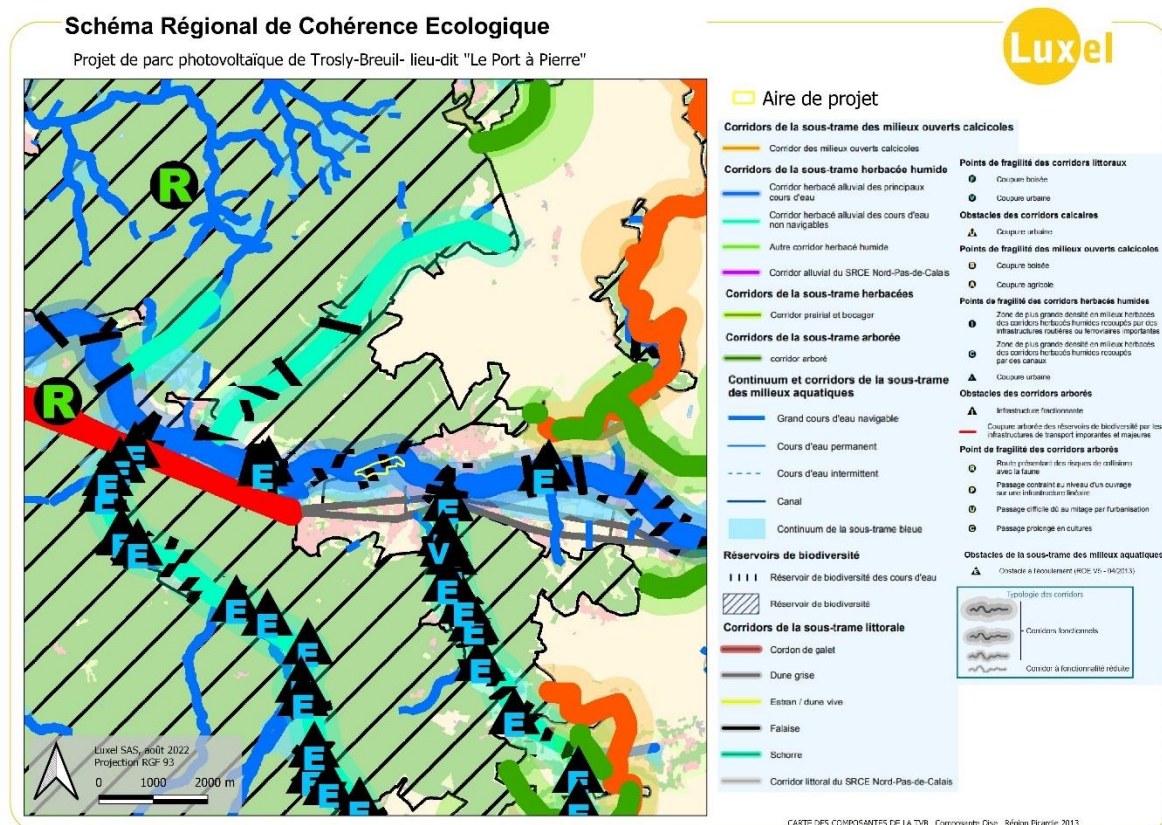 Schéma Régional de Cohérence Ecologique
Projet de parc photovoltaïque de Trosly-Breuil- lieu-dit "Le Port à Pierre"
Luxel
R
R
E
E
E
E
V
Luxel SAS, août 2022
Projection RGF 93
0 1000 2000 m
Aire de projet
Corridors de la sous-trame des milieux ouverts calcicoles
Corridor des milieux ouverts calcicoles
Corridors de la sous-trame herbacée humide
Corridor herbacé alluvial des principaux
cours d'eau
Corridor herbacé alluvial des cours d'eau
non navigables
Autre corridor herbacé humide
Corridor alluvial du SRCE Nord-Pas-de-Calais
Corridors de la sous-trame herbacées
Corridor prairial et bocager
Corridors de la sous-trame arborée
corridor arboré
Continuum et corridors de la sous-trame
des milieux aquatiques
Grand cours d'eau navigable
Cours d'eau permanent
Cours d'eau intermittent
Canal
Continuum de la sous-trame bleue
Réservoirs de biodiversité
Réservoir de biodiversité des cours d'eau
Réservoir de biodiversité
Corridors de la sous-trame littorale
Cordon de galet
Dune grise
Estran / dune vive
Falaise
Schorre
Corridor littoral du SRCE Nord-Pas-de-Calais
Points de fragilité des corridors littoraux
Coupure boisée
Coupure urbaine
Obstacles des corridors calcaires
Coupure urbaine
Points de fragilité des milieux ouverts calcicoles
Coupure boisée
Coupure agricole
Points de fragilité des corridors herbacés humides
Zone de plus grande densité en milieux herbacés
des corridors herbacés humides recoupés par des
infrastructures routières ou ferroviaires importantes
Zone de plus grande densité en milieux herbacés
des corridors herbacés humides recoupés
par des canaux
Coupure urbaine
Obstacles des corridors arborés
Infrastructure fractionnante
Coupure arborée des réservoirs de biodiversité par les
infrastructures de transport imporantes et majeures
Point de fragilité des corridors arborés
R Route présentant des risques de collisions
avec la faune
P Passage contraint au niveau d'un ouvrage
sur une infrastructure linéaire
U Passage difficile dû au mitage par l'urbanisation
C Passage prolongé en cultures
Obstacles de la sous-trame des milieux aquatiques
E Obstacle à l'écoulement (ROE V5 - 04/2013)
Typologie des corridors
Corridors fonctionnels
Corridor à fonctionnalité réduite
CARTE DES COMPOSANTES DE LA TVB, Composante Oise, Région Picardie 2013